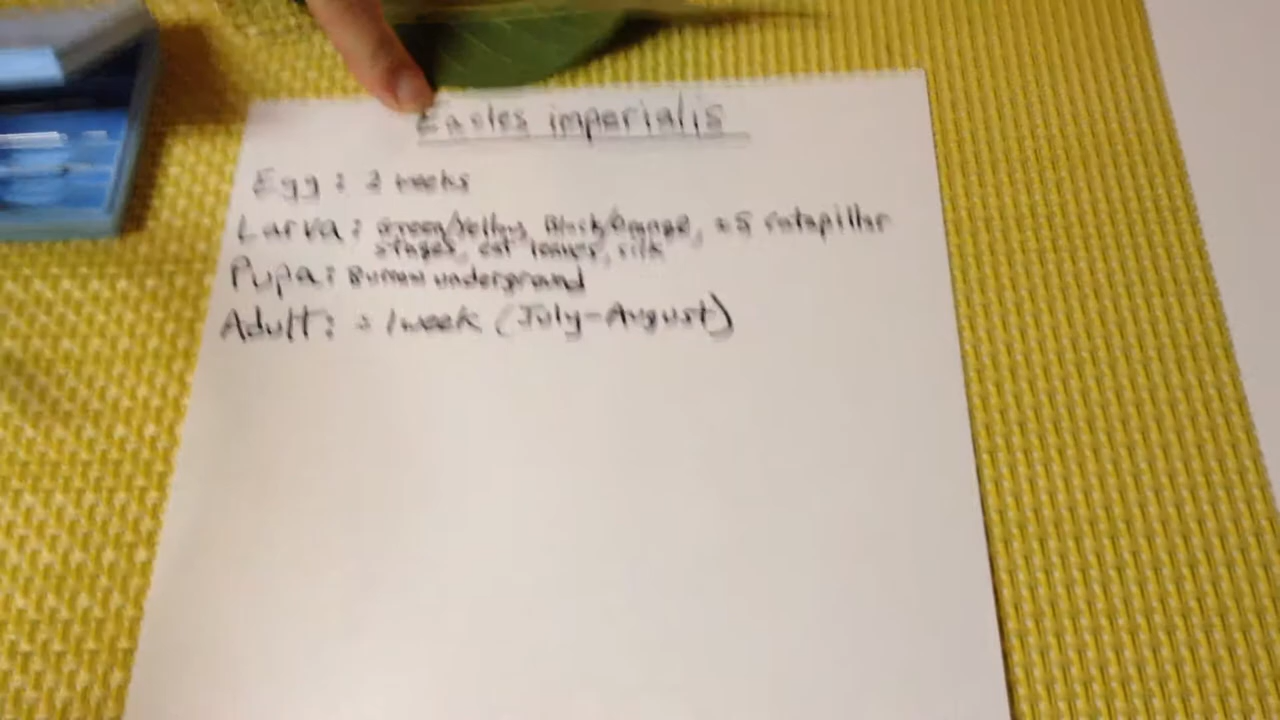 Eacles imperialis
Egg: 2 weeks
Larva: Green/Yellow, Black/Orange, ≈5 catapillar
stages, eat leaves, silk
Pupa: Burrow underground
Adult: ≈ 1 week (July-August)